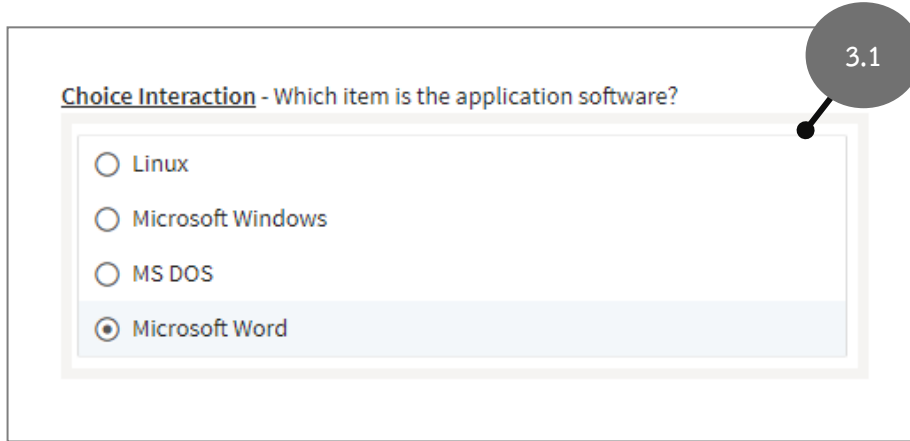 3.1
Choice Interaction - Which item is the application software?
Linux
Microsoft Windows
MS DOS
Microsoft Word